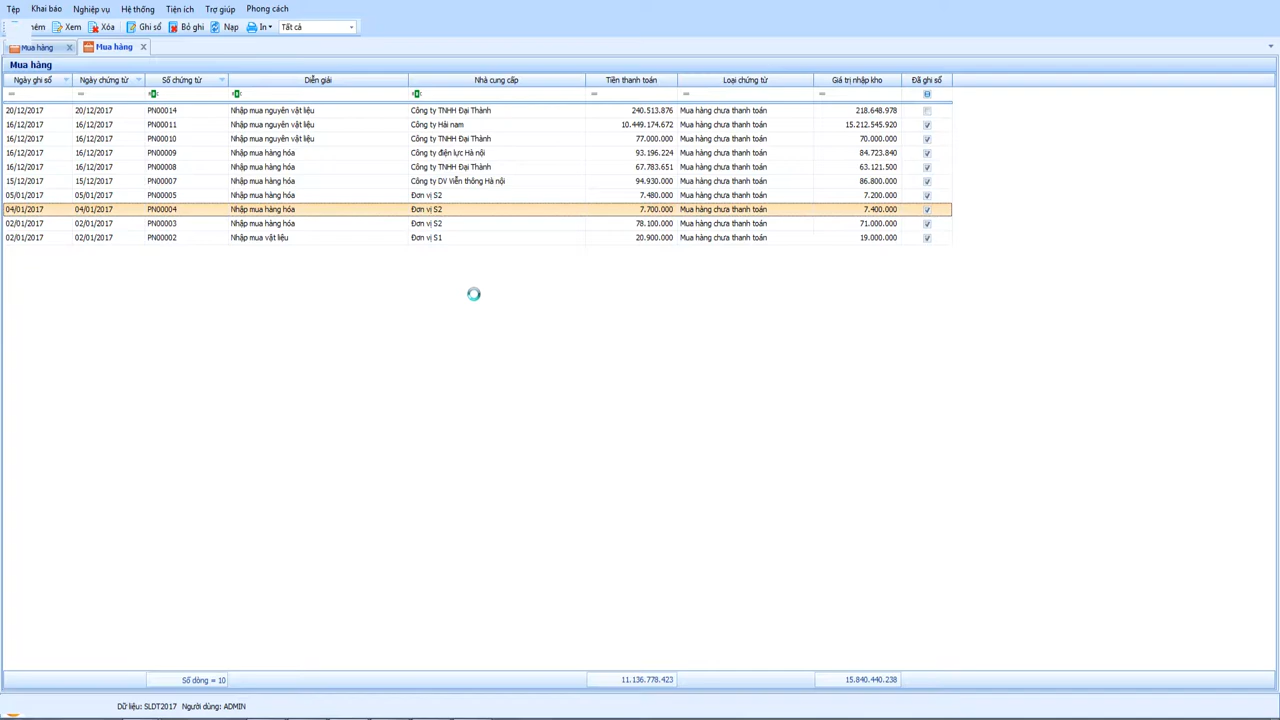 Tệp Khai báo Nghiệp vụ Hệ thống Tiện ích Trợ giúp Phong cách
Xem Xóa Ghi sổ Bỏ ghi Nạp In Tất cả
Mua hàng Mua hàng
Mua hàng
Ngày ghi sổ Ngày chứng từ Số chứng từ Diễn giải Nhà cung cấp Tiền thanh toán Loại chứng từ Giá trị nhập kho Đã ghi sổ
20/12/2017 20/12/2017 PN00014 Nhập mua nguyên vật liệu Công ty TNHH Đại Thành 240.513.876 Mua hàng chưa thanh toán 218.648.978
16/12/2017 16/12/2017 PN00011 Nhập mua nguyên vật liệu Công ty Hải nam 10.449.174.672 Mua hàng chưa thanh toán 15.212.545.920
16/12/2017 16/12/2017 PN00010 Nhập mua nguyên vật liệu Công ty TNHH Đại Thành 77.000.000 Mua hàng chưa thanh toán 70.000.000
16/12/2017 16/12/2017 PN00009 Nhập mua hàng hóa Công ty điện lực Hà nội 93.196.224 Mua hàng chưa thanh toán 84.723.840
16/12/2017 16/12/2017 PN00008 Nhập mua hàng hóa Công ty TNHH Đại Thành 67.783.651 Mua hàng chưa thanh toán 63.121.500
15/12/2017 15/12/2017 PN00007 Nhập mua hàng hóa Công ty DV Viễn thông Hà nội 94.930.000 Mua hàng chưa thanh toán 86.800.000
05/01/2017 05/01/2017 PN00005 Nhập mua hàng hóa Đơn vị S2 7.480.000 Mua hàng chưa thanh toán 7.200.000
04/01/2017 04/01/2017 PN00004 Nhập mua hàng hóa Đơn vị S2 7.700.000 Mua hàng chưa thanh toán 7.400.000
02/01/2017 02/01/2017 PN00003 Nhập mua hàng hóa Đơn vị S2 78.100.000 Mua hàng chưa thanh toán 71.000.000
02/01/2017 02/01/2017 PN00002 Nhập mua vật liệu Đơn vị S1 20.900.000 Mua hàng chưa thanh toán 19.000.000
Số dòng = 10 11.136.778.423 15.840.440.238
Dữ liệu: SLDT2017 Người dùng: ADMIN